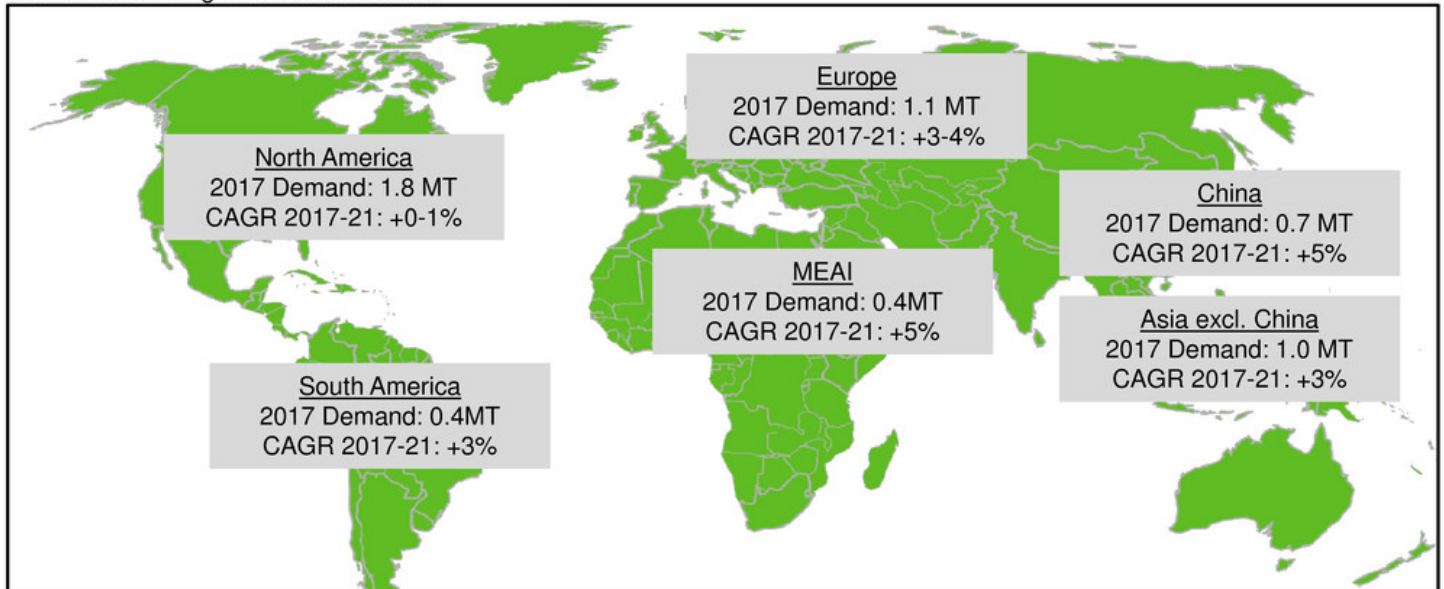 Europe
2017 Demand: 1.1 MT
CAGR 2017-21: +3-4%
North America
2017 Demand: 1.8 MT
CAGR 2017-21: +0-1%
China
2017 Demand: 0.7 MT
CAGR 2017-21: +5%
MEAI
2017 Demand: 0.4MT
CAGR 2017-21: +5%
Asia excl. China
2017 Demand: 1.0 MT
CAGR 2017-21: +3%
South America
2017 Demand: 0.4MT
CAGR 2017-21: +3%